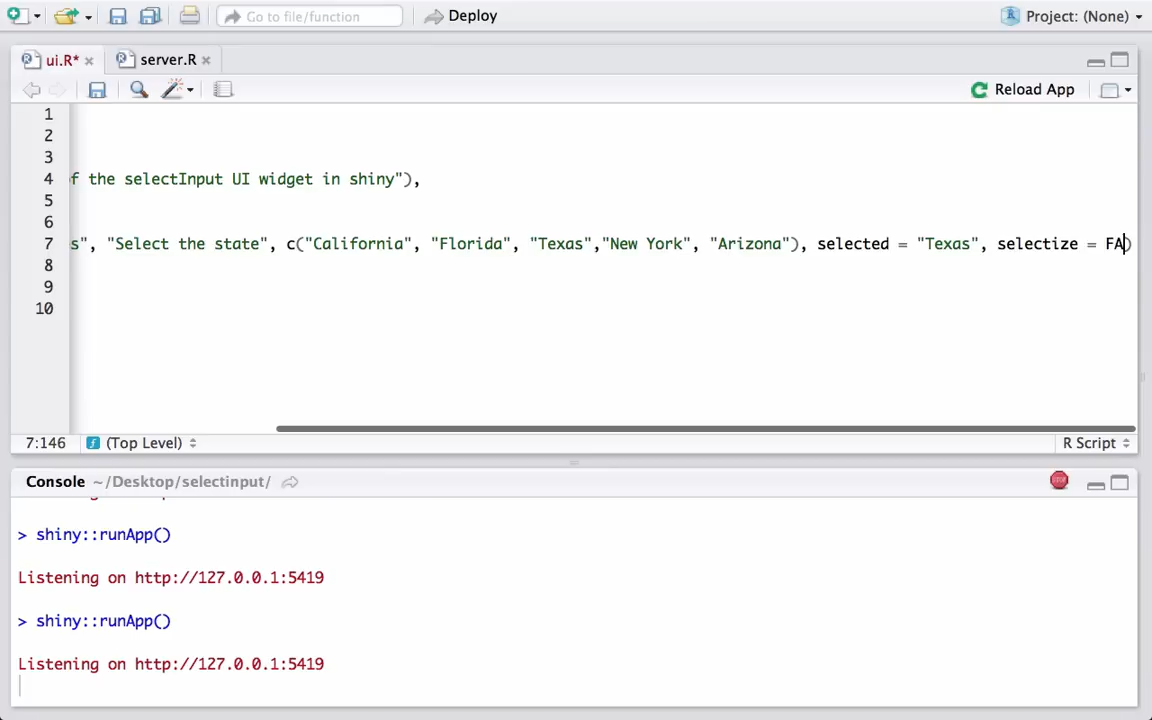 Go to file/function Deploy Project: (None)
ui.R* server.R
Reload App
1
2
3
4 f the selectInput UI widget in shiny"),
5
6
7 s", "Select the state", c("California", "Florida", "Texas","New York", "Arizona"), selected = "Texas", selectize = FA)
8
9
10
7:146 (Top Level) R Script
Console ~/Desktop/selectinput/
> shiny::runApp()
Listening on http://127.0.0.1:5419
> shiny::runApp()
Listening on http://127.0.0.1:5419